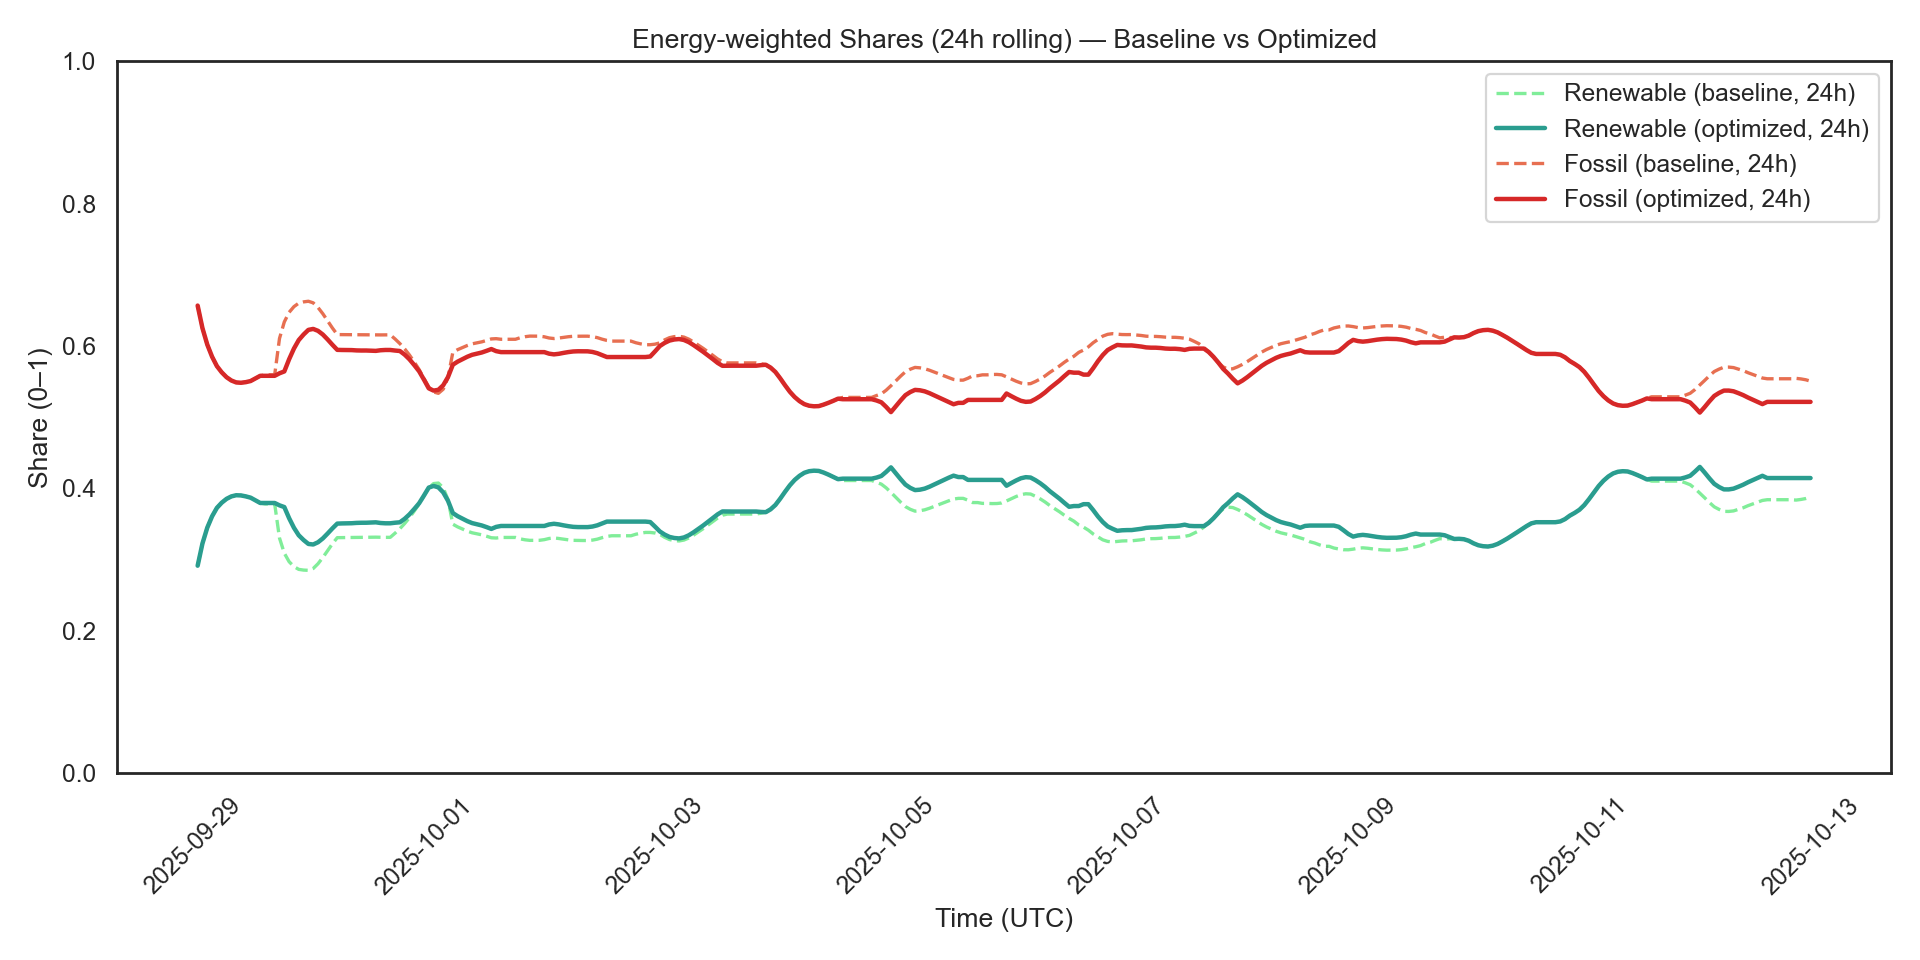 Energy-weighted Shares (24h rolling) — Baseline vs Optimized
1.0
0.8
0.6
0.4
0.2
0.0
Share (0–1)
Renewable (baseline, 24h)
Renewable (optimized, 24h)
Fossil (baseline, 24h)
Fossil (optimized, 24h)
2025-09-29
2025-10-01
2025-10-03
2025-10-05
2025-10-07
2025-10-09
2025-10-11
2025-10-13
Time (UTC)